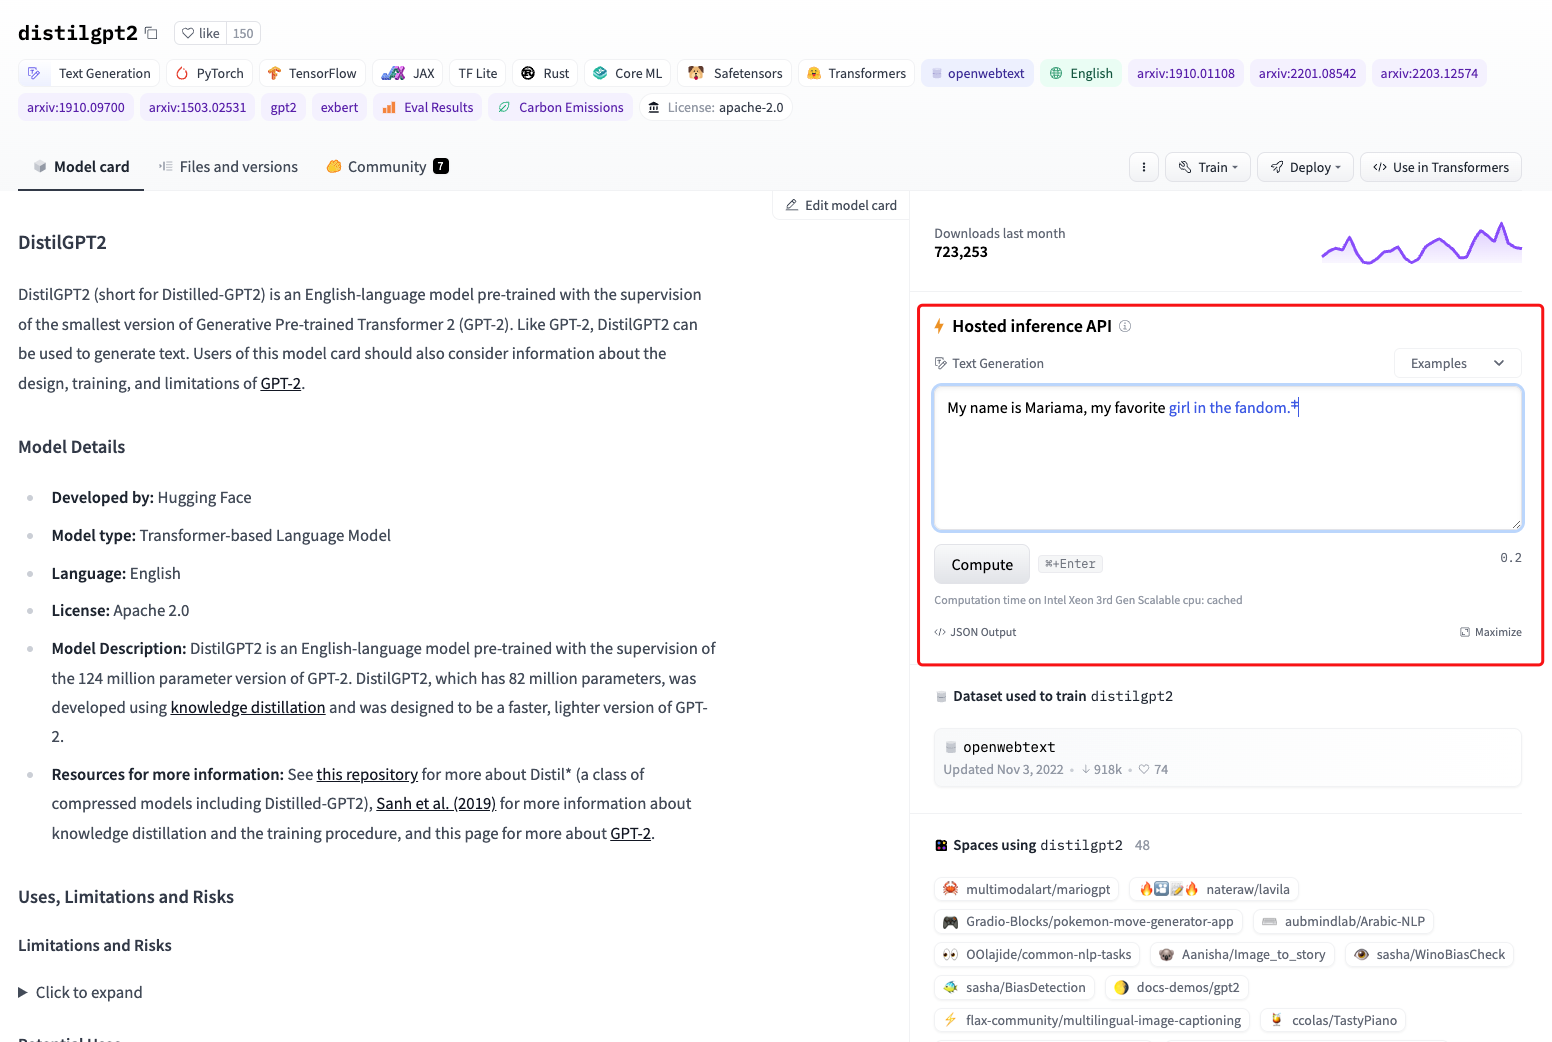 distilgpt2 like 150
Text Generation PyTorch TensorFlow JAX TF Lite Rust Core ML Safetensors Transformers openwebtext English arxiv:1910.01108 arxiv:2201.08542 arxiv:2203.12574
arxiv:1910.09700 arxiv:1503.02531 gpt2 exbert Eval Results Carbon Emissions License: apache-2.0
Model card Files and versions Community 7 Train Deploy </> Use in Transformers
Edit model card
DistilGPT2
DistilGPT2 (short for Distilled-GPT2) is an English-language model pre-trained with the supervision
of the smallest version of Generative Pre-trained Transformer 2 (GPT-2). Like GPT-2, DistilGPT2 can
be used to generate text. Users of this model card should also consider information about the
design, training, and limitations of GPT-2.
Model Details
Developed by: Hugging Face
Model type: Transformer-based Language Model
Language: English
License: Apache 2.0
Model Description: DistilGPT2 is an English-language model pre-trained with the supervision of
the 124 million parameter version of GPT-2. DistilGPT2, which has 82 million parameters, was
developed using knowledge distillation and was designed to be a faster, lighter version of GPT-
2.
Resources for more information: See this repository for more about Distil* (a class of
compressed models including Distilled-GPT2), Sanh et al. (2019) for more information about
knowledge distillation and the training procedure, and this page for more about GPT-2.
Uses, Limitations and Risks
Limitations and Risks
Click to expand
Downloads last month
723,253
Hosted inference API
Text Generation Examples
My name is Mariama, my favorite girl in the fandom.‡
Compute ⌘+Enter 0.2
Computation time on Intel Xeon 3rd Gen Scalable cpu: cached
</> JSON Output Maximize
Dataset used to train distilgpt2
openwebtext
Updated Nov 3, 2022 • ↓ 918k • ♡ 74
Spaces using distilgpt2 48
multimodalart/mariogpt 🔥🎦📝🔥 nateraw/lavila
Gradio-Blocks/pokemon-move-generator-app aubmindlab/Arabic-NLP
OOlajide/common-nlp-tasks Aanisha/Image_to_story sasha/WinoBiasCheck
sasha/BiasDetection docs-demos/gpt2
flax-community/multilingual-image-captioning ccolas/TastyPiano